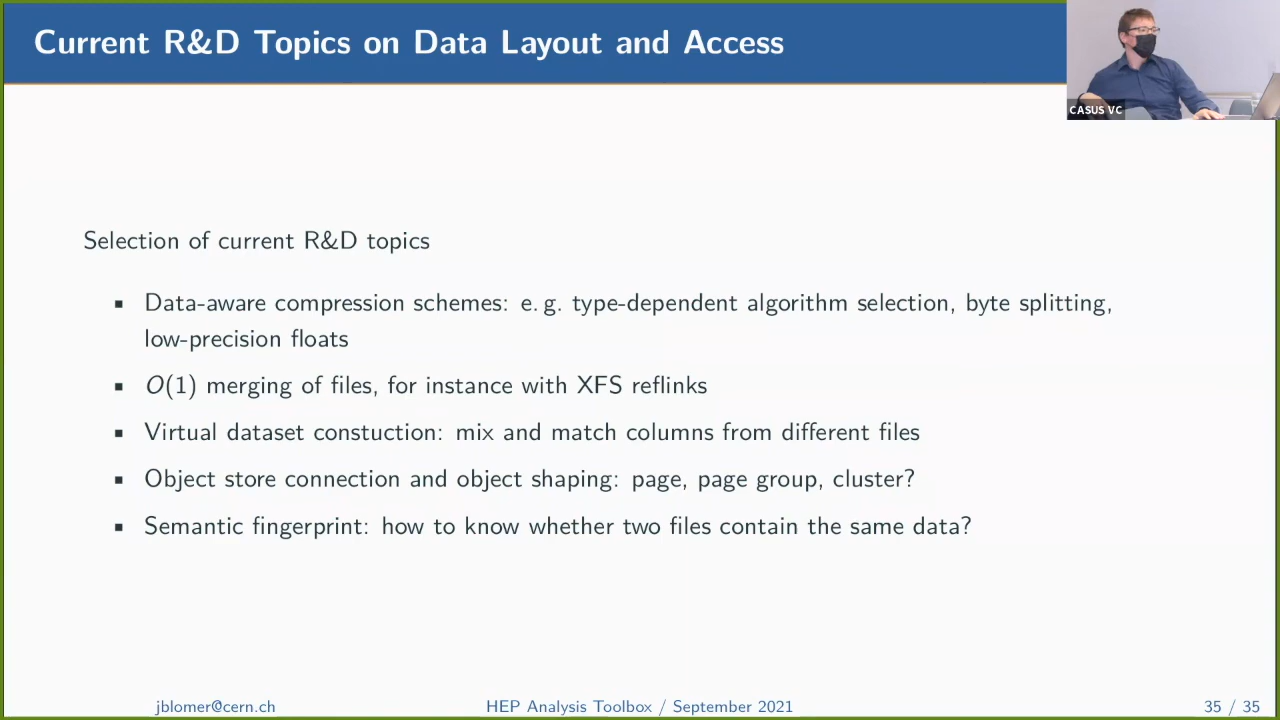 Current R&D Topics on Data Layout and Access
CASUS VC
Selection of current R&D topics
▪ Data-aware compression schemes: e. g. type-dependent algorithm selection, byte splitting,
low-precision floats
▪ O(1) merging of files, for instance with XFS reflinks
▪ Virtual dataset constuction: mix and match columns from different files
▪ Object store connection and object shaping: page, page group, cluster?
▪ Semantic fingerprint: how to know whether two files contain the same data?
jblomer@cern.ch HEP Analysis Toolbox / September 2021 35 / 35